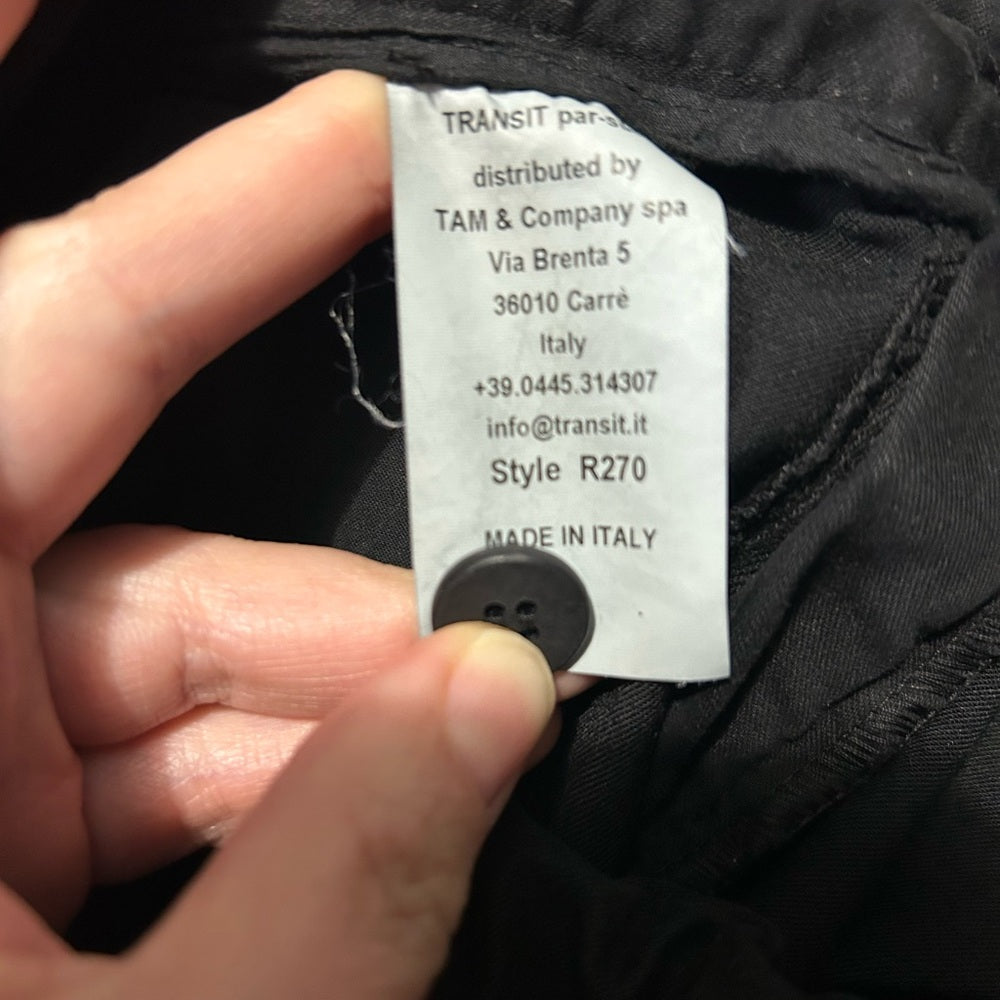 TRANSIT
distributed by
TAM & Company spa
Via Brenta 5
36010 Carrè
Italy
+39.0445.314307
info@transit.it
Style R270
MADE IN ITALY